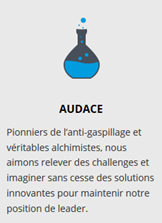 AUDACE
Pionniers de l'anti-gaspillage et
véritables alchimistes, nous
aimons relever des challenges et
imaginer sans cesse des solutions
innovantes pour maintenir notre
position de leader.